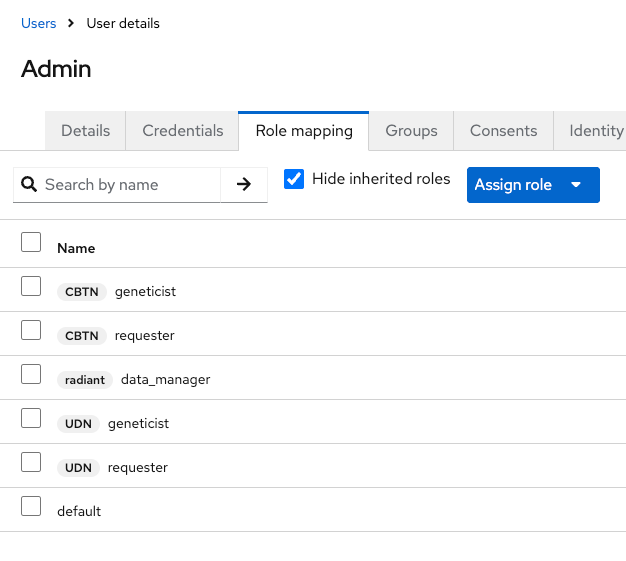 Users > User details
Admin
Details Credentials Role mapping Groups Consents Identity
Search by name Hide inherited roles Assign role
Name
CBTN geneticist
CBTN requester
radiant data_manager
UDN geneticist
UDN requester
default